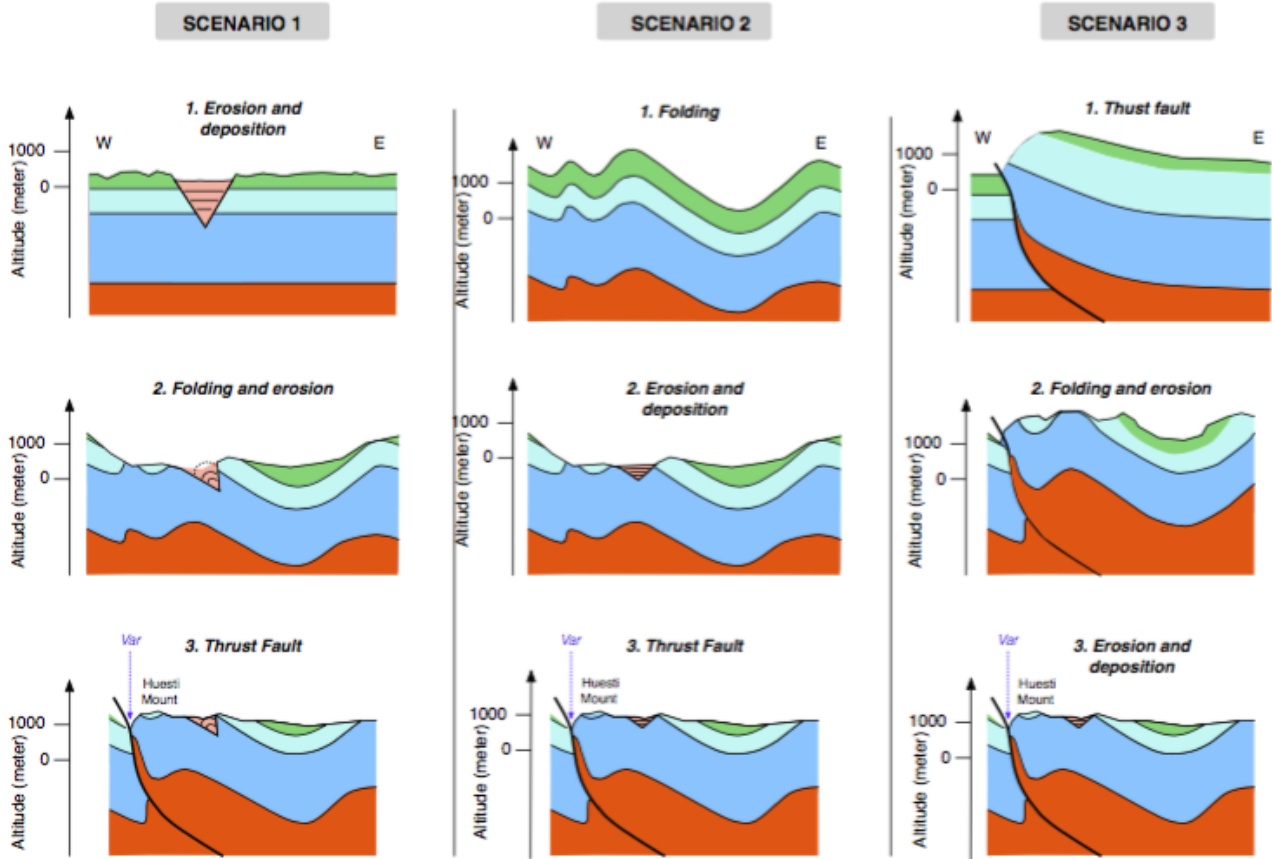 SCENARIO 1
SCENARIO 2
SCENARIO 3
1. Erosion and
deposition
W
E
1000
0
Altitude (meter)
1. Folding
W
E
1000
0
Altitude (meter)
1. Thust fault
W
E
1000
0
Altitude (meter)
2. Folding and erosion
1000
0
Altitude (meter)
2. Erosion and
deposition
1000
0
Altitude (meter)
2. Folding and erosion
1000
0
Altitude (meter)
Var
3. Thrust Fault
Huesti
Mount
1000
0
Altitude (meter)
Var
3. Thrust Fault
Huesti
Mount
1000
0
Altitude (meter)
Var
3. Erosion and
deposition
Huesti
Mount
1000
0
Altitude (meter)